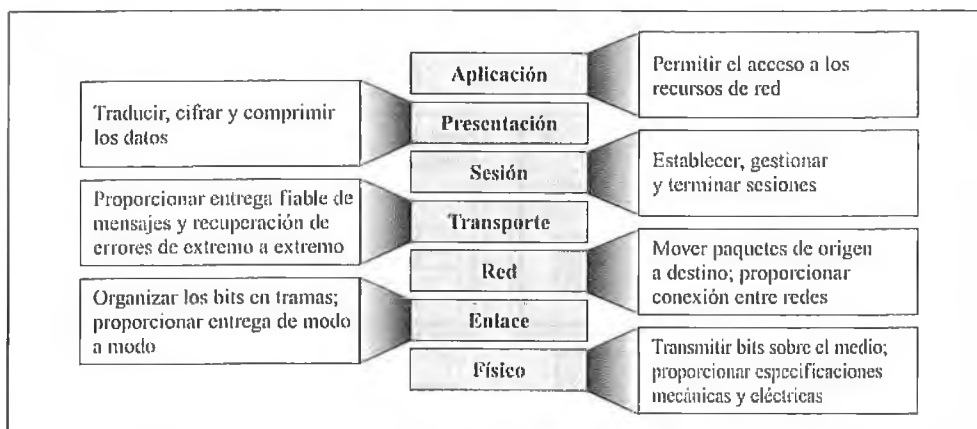 Aplicación
Permitir el acceso a los
recursos de red
Traducir, cifrar y comprimir
los datos
Presentación
Sesión
Establecer, gestionar
y terminar sesiones
Proporcionar entrega fiable de
mensajes y recuperación de
errores de extremo a extremo
Transporte
Red
Mover paquetes de origen
a destino; proporcionar
conexión entre redes
Organizar los bits en tramas;
proporcionar entrega de modo
a modo
Enlace
Físico
Transmitir bits sobre el medio;
proporcionar especificaciones
mecánicas y eléctricas